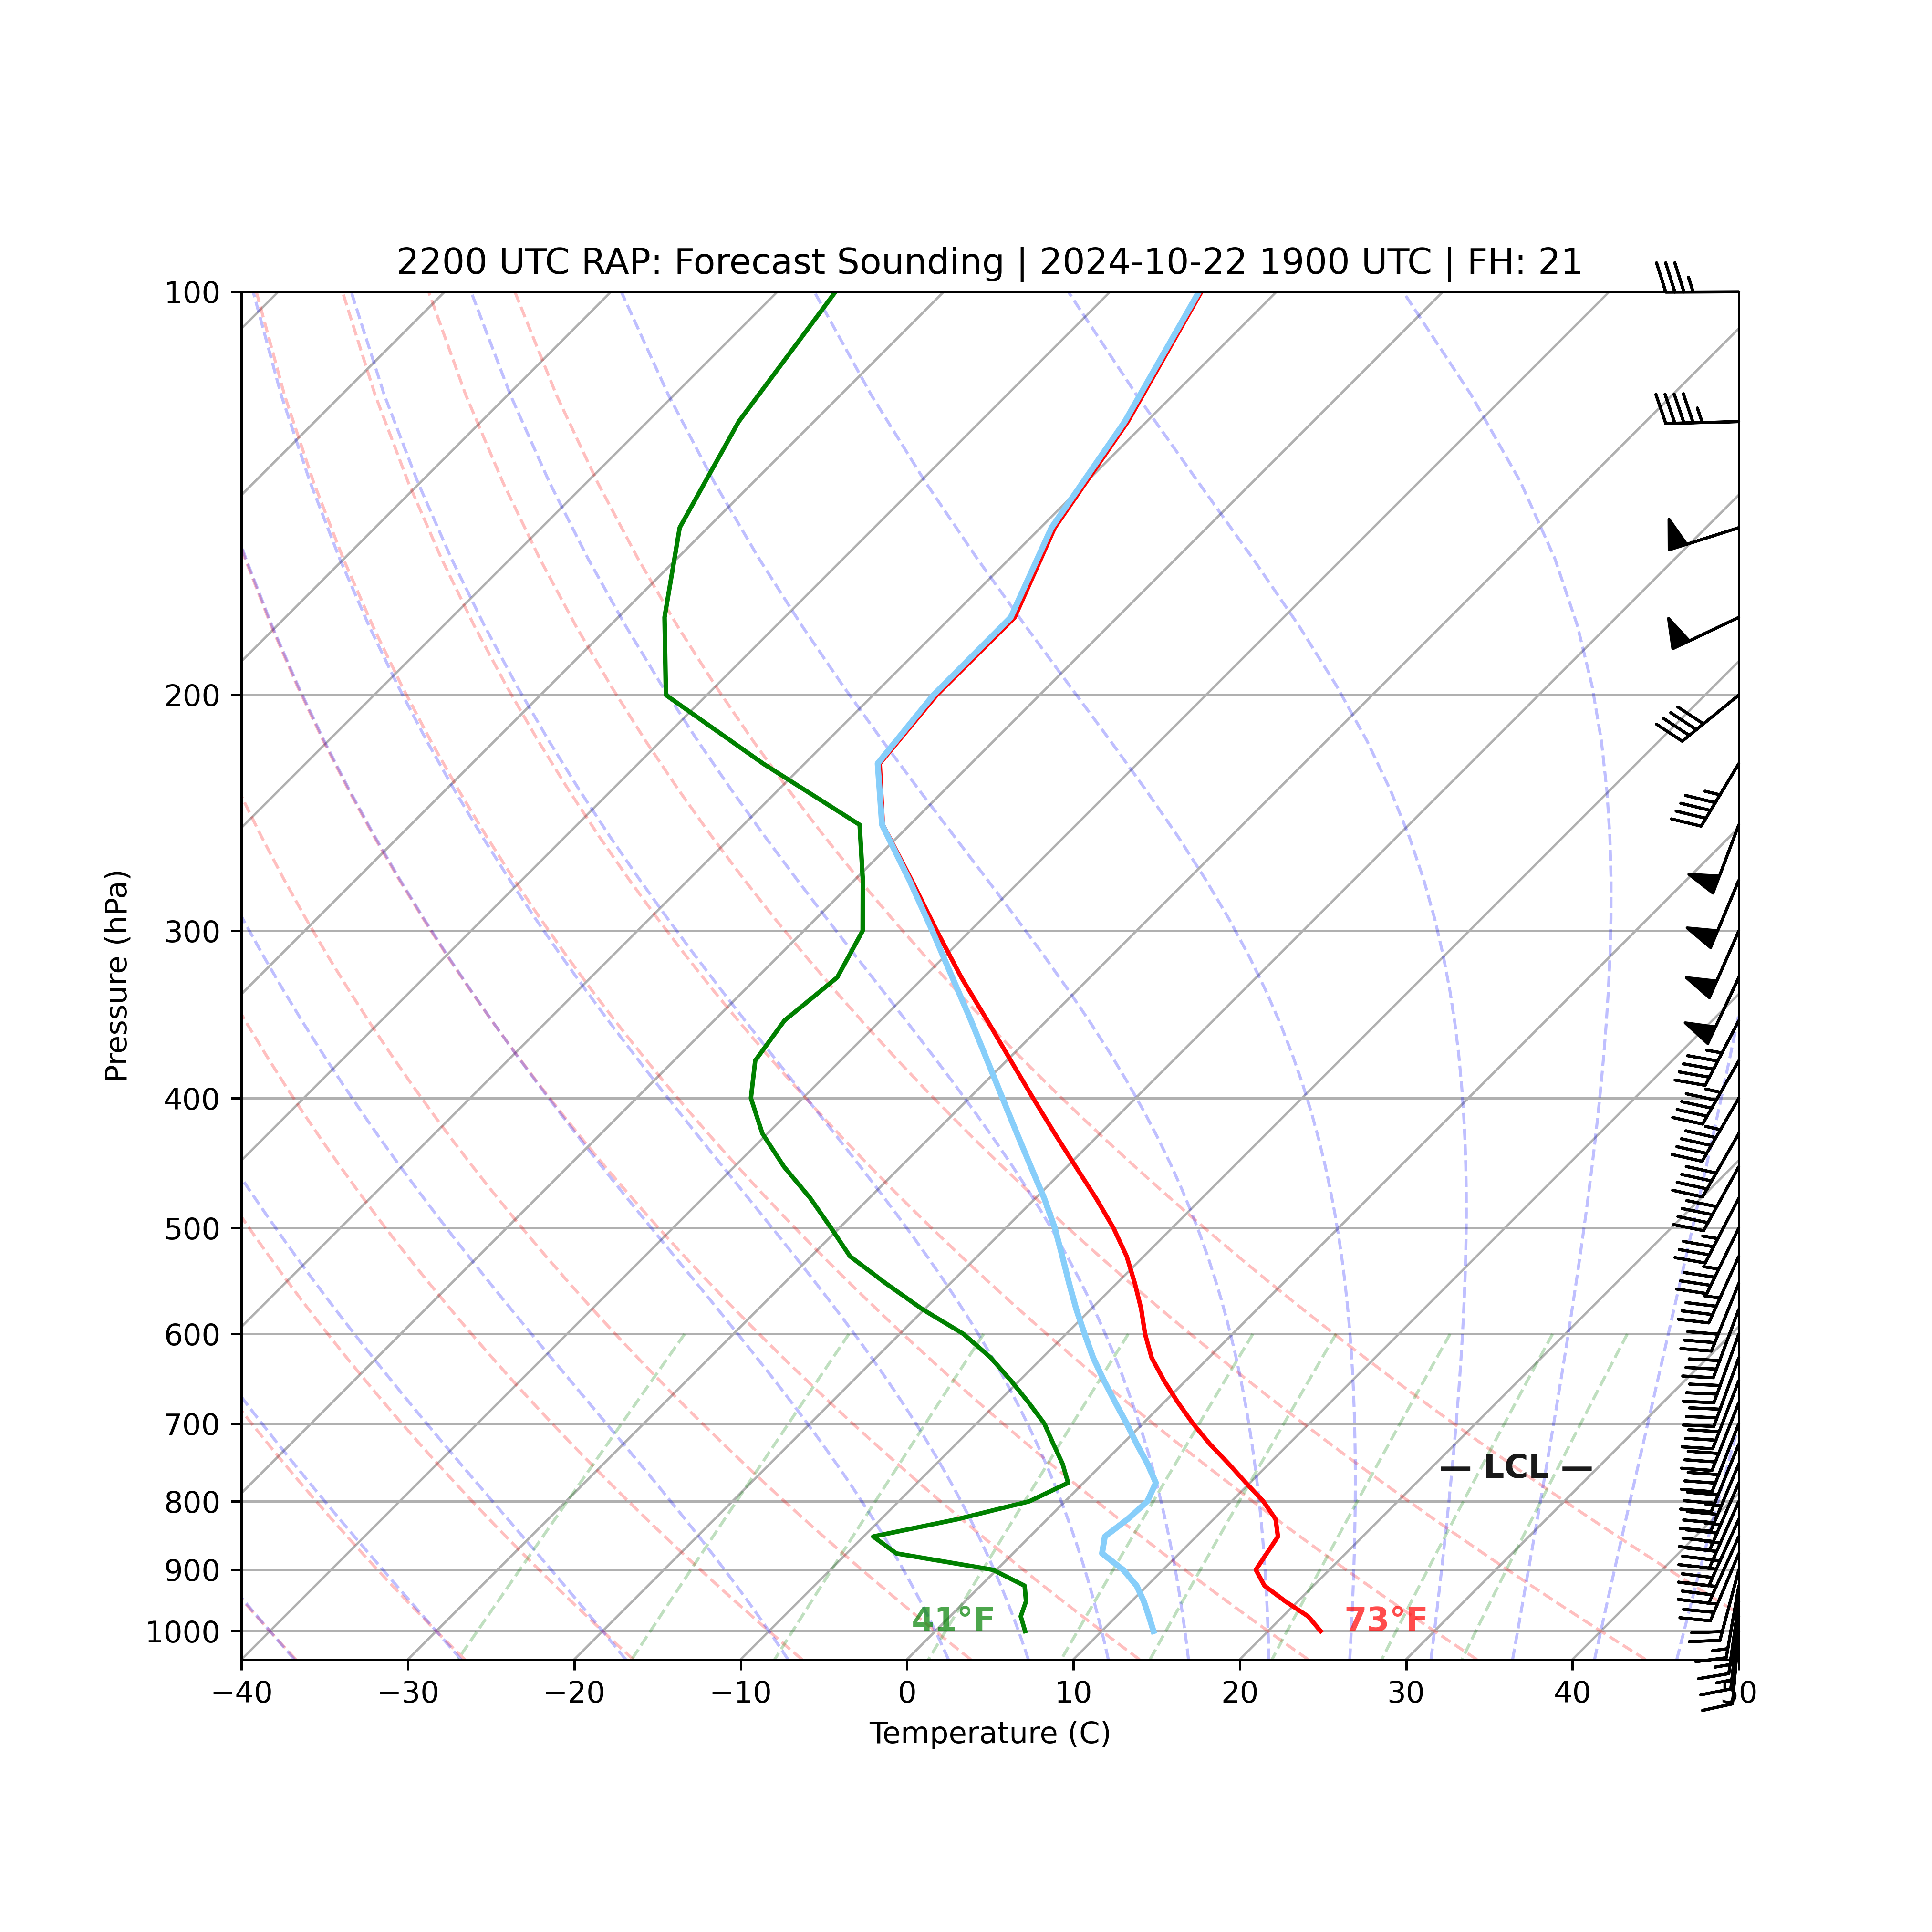 2200 UTC RAP: Forecast Sounding | 2024-10-22 1900 UTC | FH: 21
100
200
300
400
500
600
700
800
900
1000
Pressure (hPa)
— LCL —
41°F
73°F
−40 −30 −20 −10 0 10 20 30 40 50
Temperature (C)